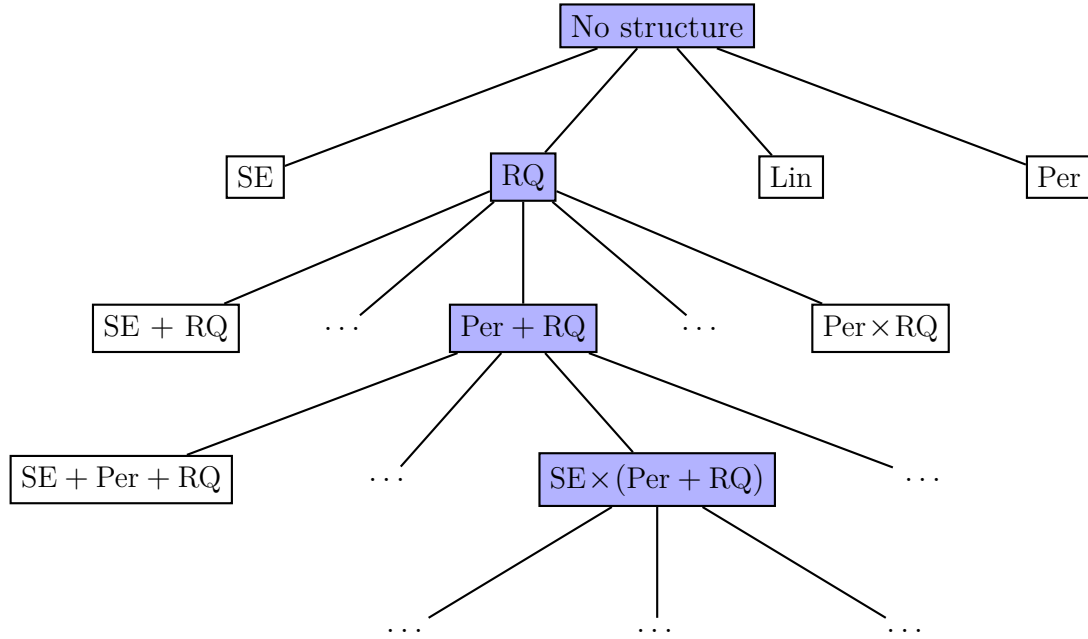 No structure
SE
RQ
Lin
Per
SE + RQ
...
Per + RQ
...
Per × RQ
SE + Per + RQ
...
SE × (Per + RQ)
...
...
...
...